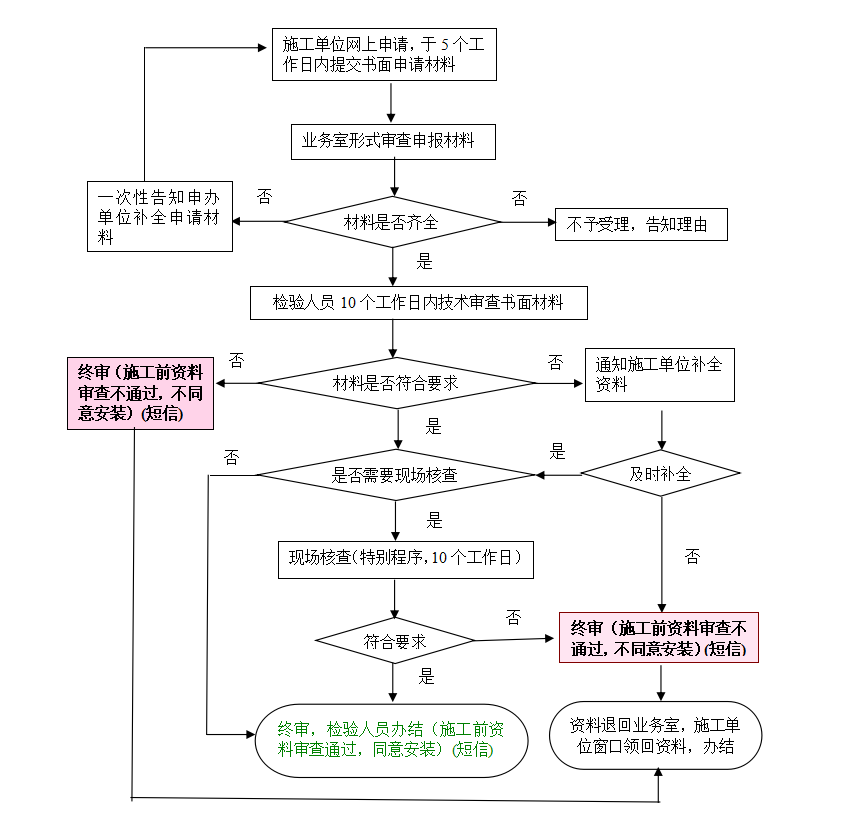 施工单位网上申请，于 5 个工
作日内提交书面申请材料
业务室形式审查申报材料
一次性告知申办
单位补全申请材
料
否
材料是否齐全
否
不予受理，告知理由
是
检验人员 10 个工作日内技术审查书面材料
终审（施工前资料
审查不通过，不同
意安装）(短信)
否
材料是否符合要求
否
通知施工单位补全
资料
是
否
是否需要现场核查
是
及时补全
是
现场核查（特别程序，10 个工作日）
否
符合要求
否
终审（施工前资料审查不
通过，不同意安装）(短信)
是
终审，检验人员办结（施工前资
料审查通过，同意安装）(短信)
资料退回业务室，施工单
位窗口领回资料，办结